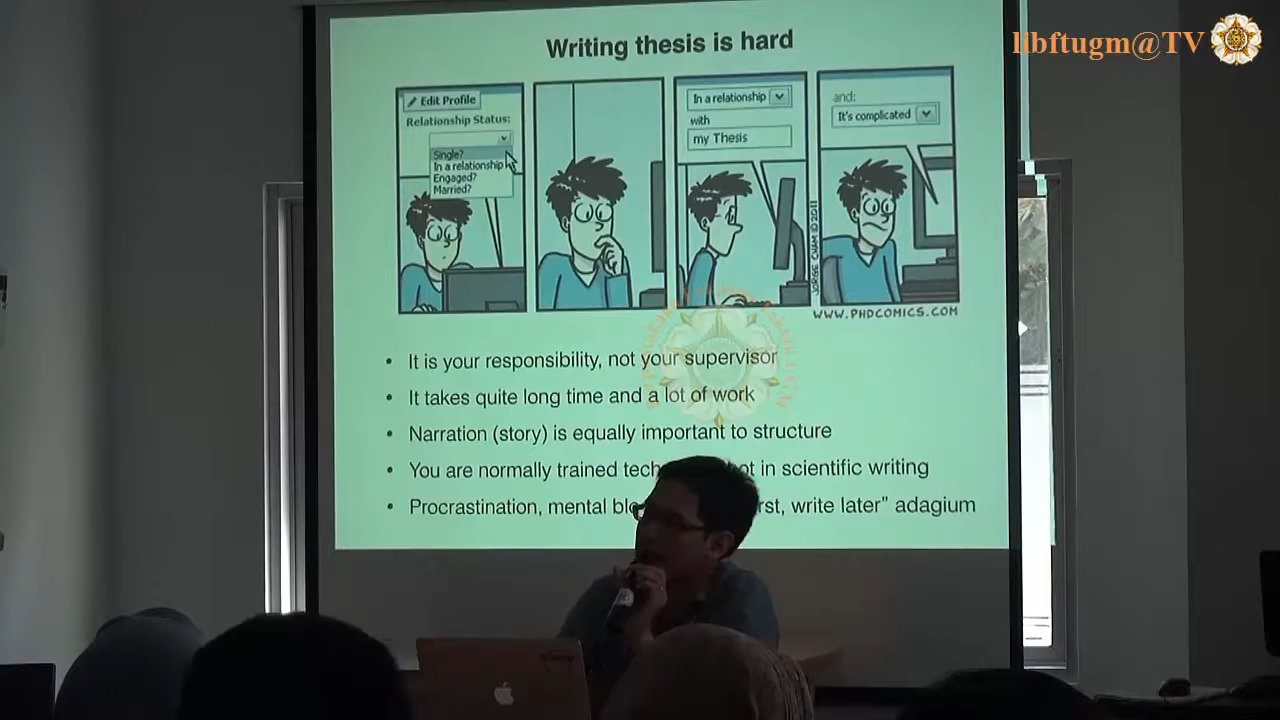 libftugm@TV
Writing thesis is hard
Edit Profile
Relationship Status:
Single?
In a relationship
Engaged?
Married?
In a relationship
with
my Thesis
and:
It's complicated
JORGE CHAM © 2011
WWW.PHDCOMICS.COM
• It is your responsibility, not your supervisor
• It takes quite long time and a lot of work
• Narration (story) is equally important to structure
• You are normally trained in scientific writing
• Procrastination, mental write later” adagium